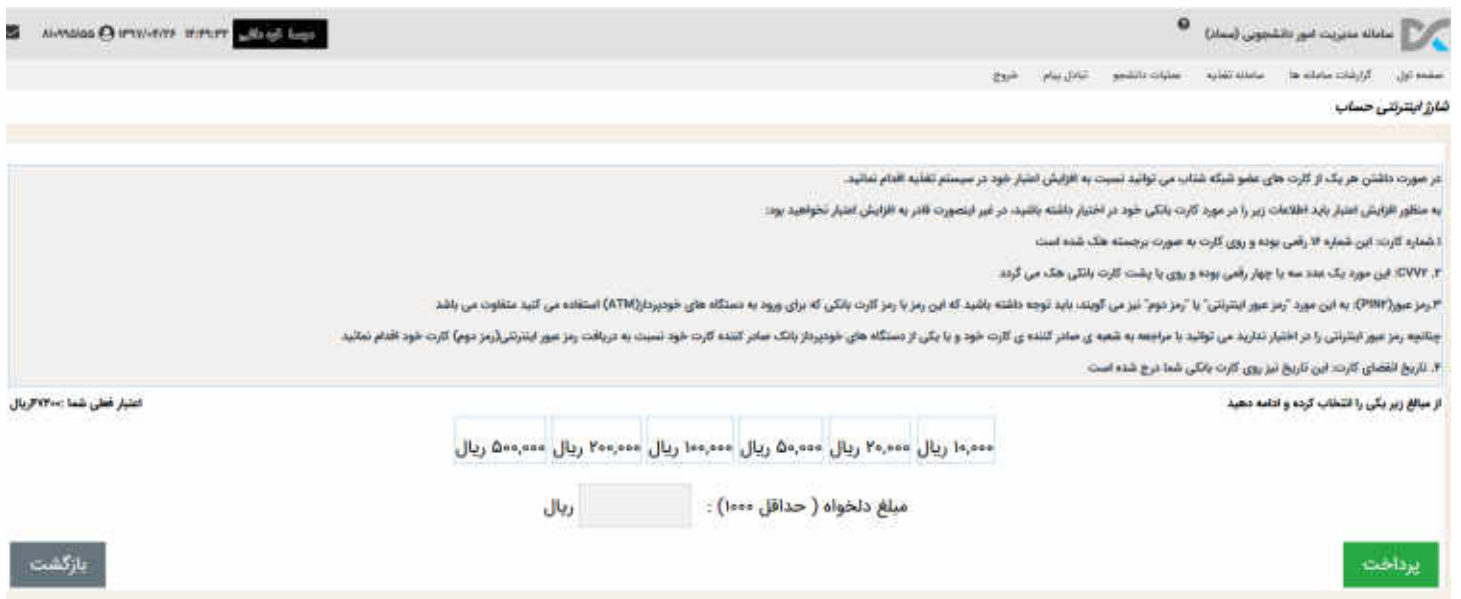 سامانه مدیریت امور دانشجویی (سماد)
۱۳۹۷/۰۴/۲۶
صفحه اول گزارشات سامانه ها سامانه تغذیه عملیات دانشجو تبادل پیام خروج
شارژ اینترنتی حساب
در صورت داشتن هر یک از کارت های عضو شبکه شتاب می توانید نسبت به افزایش اعتبار خود در سیستم تغذیه اقدام نمائید.
به منظور افزایش اعتبار باید اطلاعات زیر را در مورد کارت بانکی خود در اختیار داشته باشید، در غیر اینصورت قادر به افزایش اعتبار نخواهید بود:
۱ شماره کارت: این شماره ۱۶ رقمی بوده و روی کارت به صورت برجسته هک شده است
۲. CVV۲: این مورد یک عدد سه یا چهار رقمی بوده و روی یا پشت کارت بانکی هک می گردد
۳.رمز عبور(PIN۲): به این مورد "رمز عبور اینترنتی" یا "رمز دوم" نیز می گویند، باید توجه داشته باشید که این رمز با رمز کارت بانکی که برای ورود به دستگاه های خودپرداز(ATM) استفاده می کنید متفاوت می باشد
چنانچه رمز عبور اینترنتی را در اختیار ندارید می توانید با مراجعه به شعبه ی صادر کننده ی کارت خود و یا یکی از دستگاه های خودپرداز بانک صادر کننده کارت خود نسبت به دریافت رمز عبور اینترنتی(رمز دوم) کارت خود اقدام نمائید
۴. تاریخ انقضای کارت: این تاریخ نیز روی کارت بانکی شما درج شده است
از مبالغ زیر یکی را انتخاب کرده و ادامه دهید اعتبار فعلی شما :۴۷۲۰۰ریال
۱۰,۰۰۰ ریال ۲۰,۰۰۰ ریال ۵۰,۰۰۰ ریال ۱۰۰,۰۰۰ ریال ۲۰۰,۰۰۰ ریال ۵۰۰,۰۰۰ ریال
مبلغ دلخواه ( حداقل ۱۰۰۰) : ریال
پرداخت بازگشت